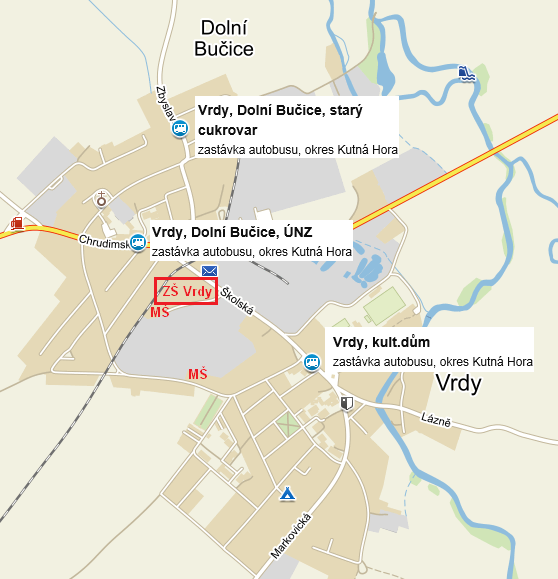 Dolní
Bučice
Zbyslav
Vrdy, Dolní Bučice, starý
cukrovar
zastávka autobusu, okres Kutná Hora
Vrdy, Dolní Bučice, ÚNZ
zastávka autobusu, okres Kutná Hora
Chrudimsk
ZŠ Vrdy
Školská
MŠ
Vrdy, kult.dům
zastávka autobusu, okres Kutná Hora
MŠ
Vrdy
Lázně
Markovická